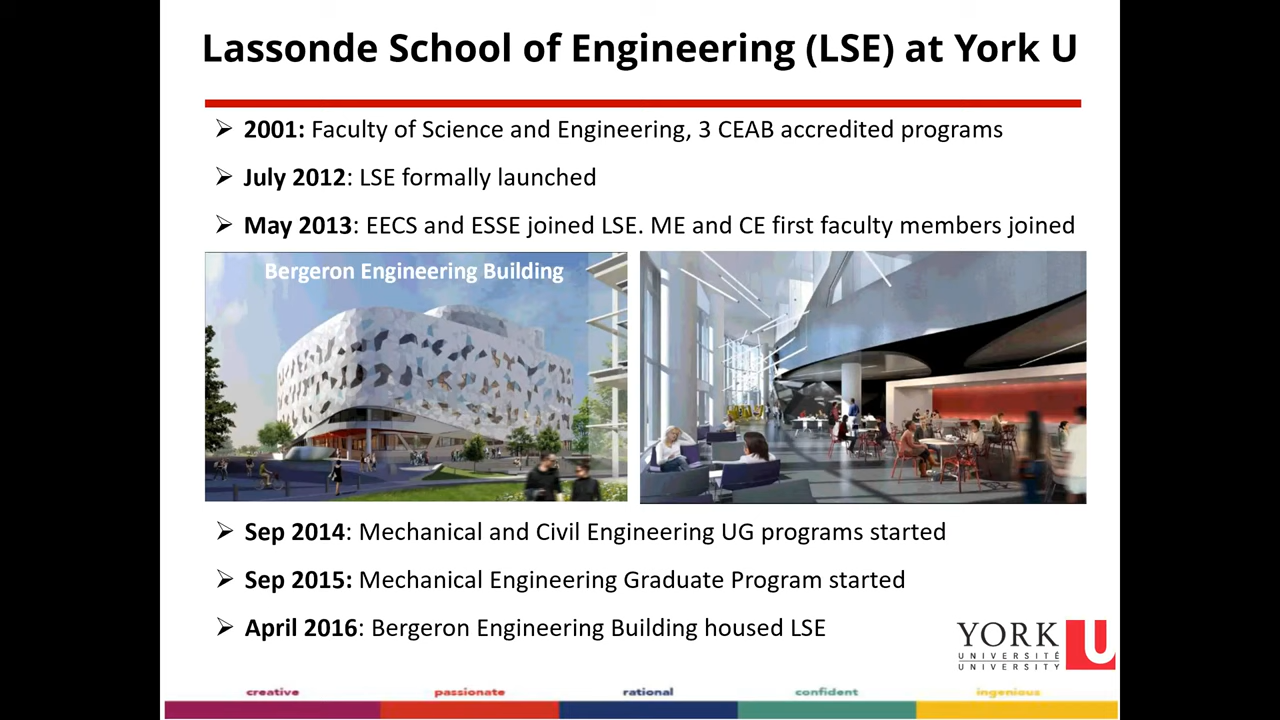 Lassonde School of Engineering (LSE) at York U
➢ 2001: Faculty of Science and Engineering, 3 CEAB accredited programs
➢ July 2012: LSE formally launched
➢ May 2013: EECS and ESSE joined LSE. ME and CE first faculty members joined
Bergeron Engineering Building
➢ Sep 2014: Mechanical and Civil Engineering UG programs started
➢ Sep 2015: Mechanical Engineering Graduate Program started
➢ April 2016: Bergeron Engineering Building housed LSE
YORK U
UNIVERSITÉ
UNIVERSITY
creative passionate rational confident ingenious